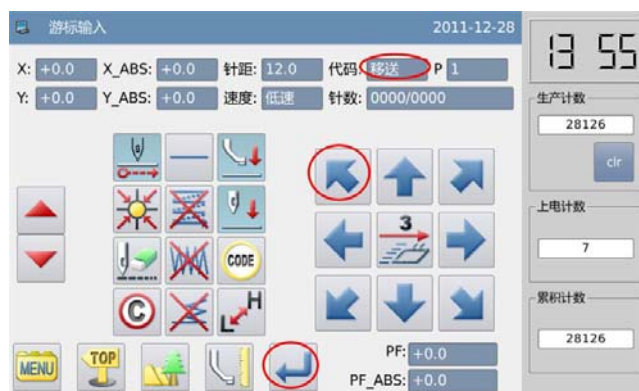 游标输入 2011-12-28
13 55
X: +0.0 X_ABS: +0.0 针距: 12.0 代码: 移送 P 1
Y: +0.0 Y_ABS: +0.0 速度: 低速 针数: 0000/0000
生产计数
28126
clr
上电计数
7
累积计数
28126
3
CODE
C
L H
MENU
TOP
PF: +0.0
PF_ABS: +0.0